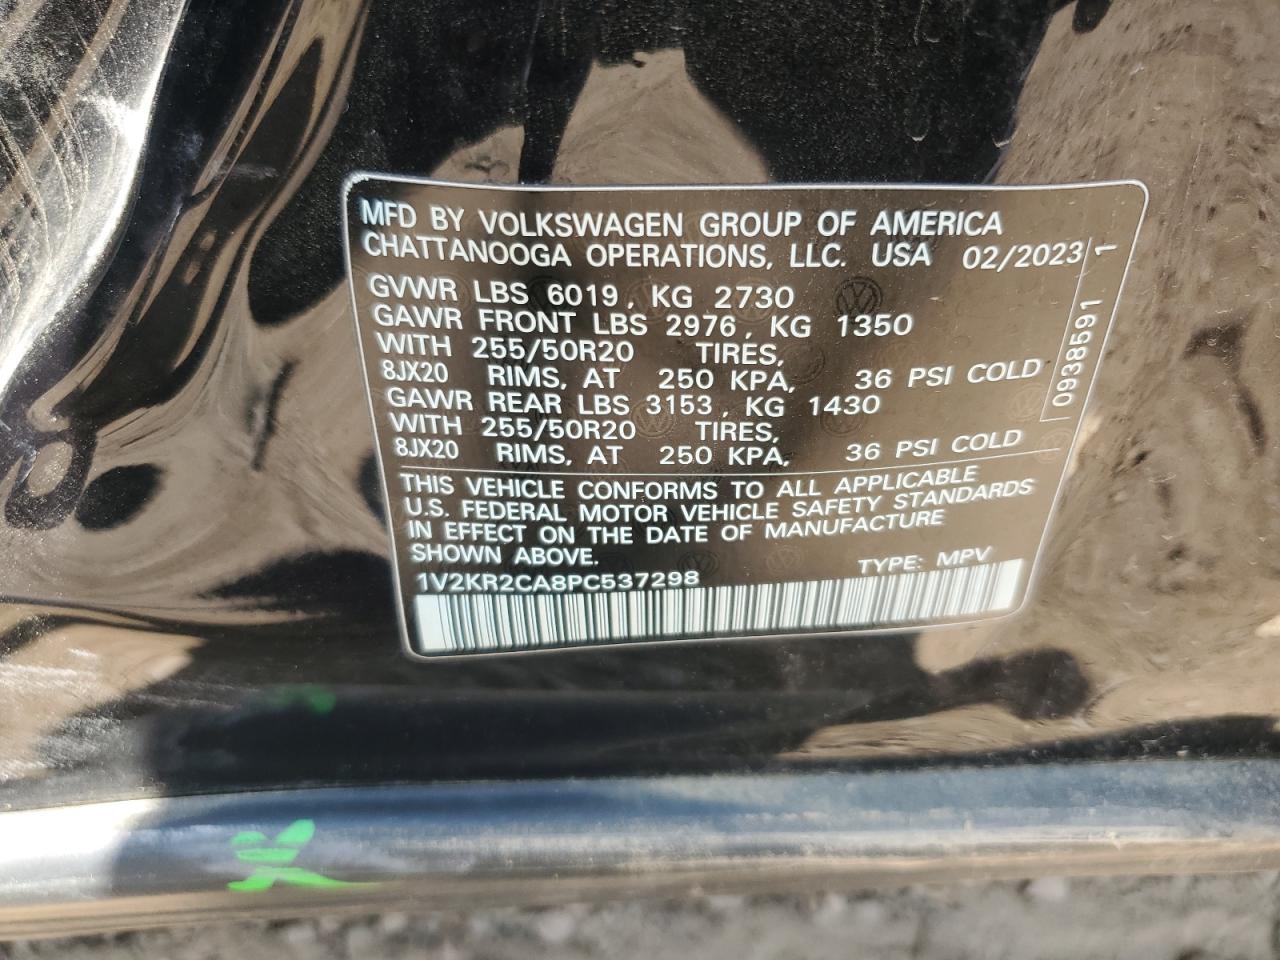 MFD BY VOLKSWAGEN GROUP OF AMERICA
CHATTANOOGA OPERATIONS, LLC. USA 02/2023
GVWR LBS 6019, KG 2730
GAWR FRONT LBS 2976, KG 1350
WITH 255/50R20 TIRES,
8JX20 RIMS, AT 250 KPA, 36 PSI COLD
GAWR REAR LBS 3153, KG 1430
WITH 255/50R20 TIRES,
8JX20 RIMS, AT 250 KPA, 36 PSI COLD
0938591 1
THIS VEHICLE CONFORMS TO ALL APPLICABLE
U.S. FEDERAL MOTOR VEHICLE SAFETY STANDARDS
IN EFFECT ON THE DATE OF MANUFACTURE
SHOWN ABOVE.
1V2KR2CA8PC537298 TYPE: MPV